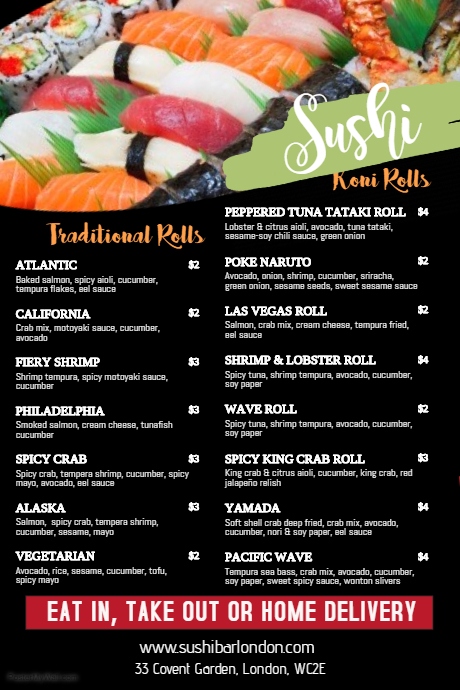 Sushi
Koni Rolls
PEPPERED TUNA TATAKI ROLL $4
Lobster & citrus aioli, avocado, tuna tataki,
sesame-soy chili sauce, green onion
POKE NARUTO $2
Avocado, onion, shrimp, cucumber, sriracha,
green onion, sesame seeds, sweet sesame sauce
LAS VEGAS ROLL $2
Salmon, crab mix, cream cheese, tempura fried,
eel sauce
SHRIMP & LOBSTER ROLL $4
Spicy tuna, shrimp tempura, avocado, cucumber,
soy paper
WAVE ROLL $2
Spicy tuna, shrimp tempura, avocado, cucumber,
soy paper
SPICY KING CRAB ROLL $3
King crab & citrus aioli, cucumber, king crab, red
jalapeño relish
YAMADA $4
Soft shell crab deep fried, crab mix, avocado,
cucumber, nori & soy paper, eel sauce
PACIFIC WAVE $4
Tempura sea bass, crab mix, avocado, cucumber,
soy paper, sweet spicy sauce, wonton slivers
Traditional Rolls
ATLANTIC $2
Baked salmon, spicy aioli, cucumber,
tempura flakes, eel sauce
CALIFORNIA $2
Crab mix, motoyaki sauce, cucumber,
avocado
FIERY SHRIMP $3
Shrimp tempura, spicy motoyaki sauce,
cucumber
PHILADELPHIA $3
Smoked salmon, cream cheese, tunafish
cucumber
SPICY CRAB $3
Spicy crab, tempera shrimp, cucumber, spicy
mayo, avocado, eel sauce
ALASKA $3
Salmon, spicy crab, tempera shrimp,
cucumber, sesame, mayo
VEGETARIAN $2
Avocado, rice, sesame, cucumber, tofu,
spicy mayo
EAT IN, TAKE OUT OR HOME DELIVERY
www.sushibarlondon.com
33 Covent Garden, London, WC2E